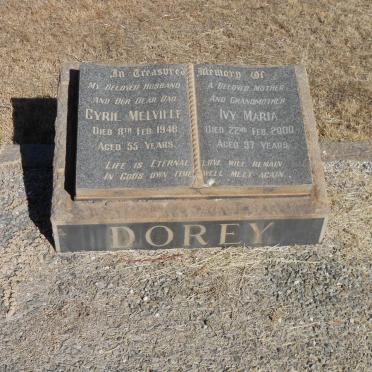 In Treasured Memory Of
My Beloved Husband
And Our Dear Dad
Cyril Melville
Died 8th Feb. 1948
Aged 55 Years.
A Beloved Mother
And Grandmother
Ivy Maria
Died 22nd Feb. 2000
Aged 97 Years.
Life is Eternal Love will remain
In God's own time we'll meet again.
DOREY